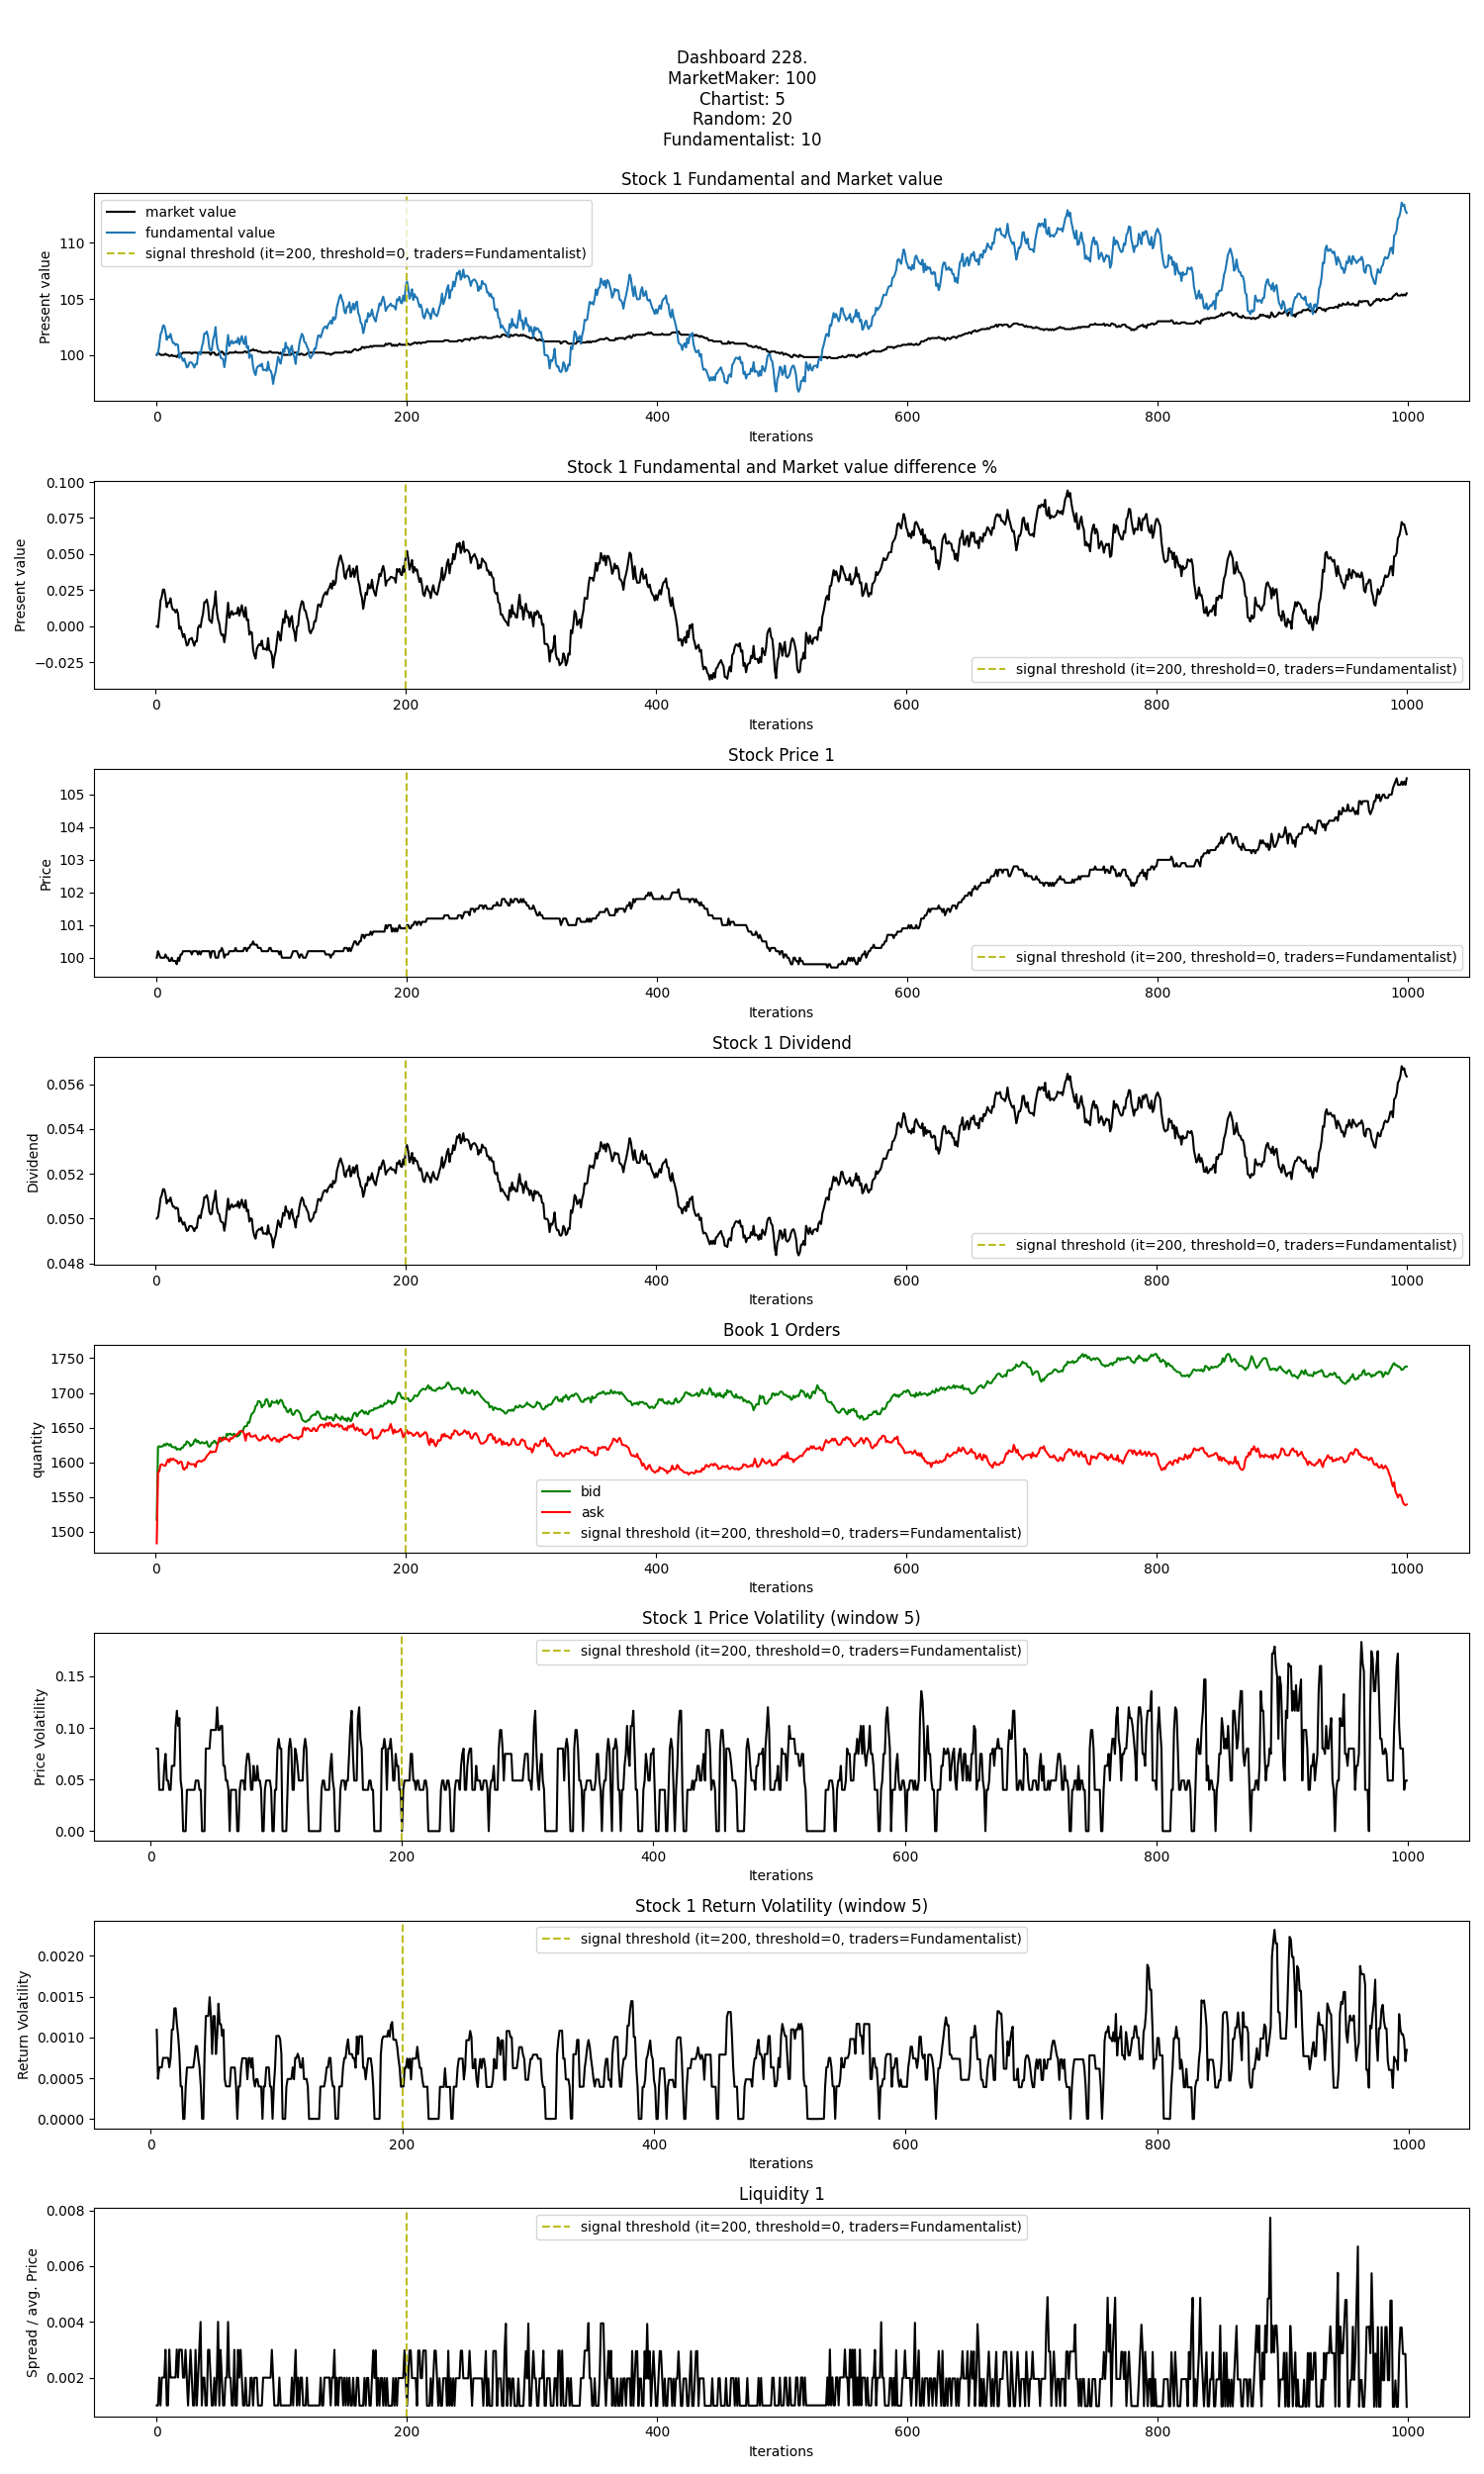 Dashboard 228.
MarketMaker: 100
Chartist: 5
Random: 20
Fundamentalist: 10
Stock 1 Fundamental and Market value
market value
fundamental value
signal threshold (it=200, threshold=0, traders=Fundamentalist)
Present value
110
105
100
0 200 400 600 800 1000
Iterations
Stock 1 Fundamental and Market value difference %
Present value
0.100
0.075
0.050
0.025
0.000
−0.025
signal threshold (it=200, threshold=0, traders=Fundamentalist)
0 200 400 600 800 1000
Iterations
Stock Price 1
Price
105
104
103
102
101
100
signal threshold (it=200, threshold=0, traders=Fundamentalist)
0 200 400 600 800 1000
Iterations
Stock 1 Dividend
Dividend
0.056
0.054
0.052
0.050
0.048
signal threshold (it=200, threshold=0, traders=Fundamentalist)
0 200 400 600 800 1000
Iterations
Book 1 Orders
quantity
1750
1700
1650
1600
1550
1500
bid
ask
signal threshold (it=200, threshold=0, traders=Fundamentalist)
0 200 400 600 800 1000
Iterations
Stock 1 Price Volatility (window 5)
signal threshold (it=200, threshold=0, traders=Fundamentalist)
Price Volatility
0.15
0.10
0.05
0.00
0 200 400 600 800 1000
Iterations
Stock 1 Return Volatility (window 5)
signal threshold (it=200, threshold=0, traders=Fundamentalist)
Return Volatility
0.0020
0.0015
0.0010
0.0005
0.0000
0 200 400 600 800 1000
Iterations
Liquidity 1
signal threshold (it=200, threshold=0, traders=Fundamentalist)
Spread / avg. Price
0.008
0.006
0.004
0.002
0 200 400 600 800 1000
Iterations